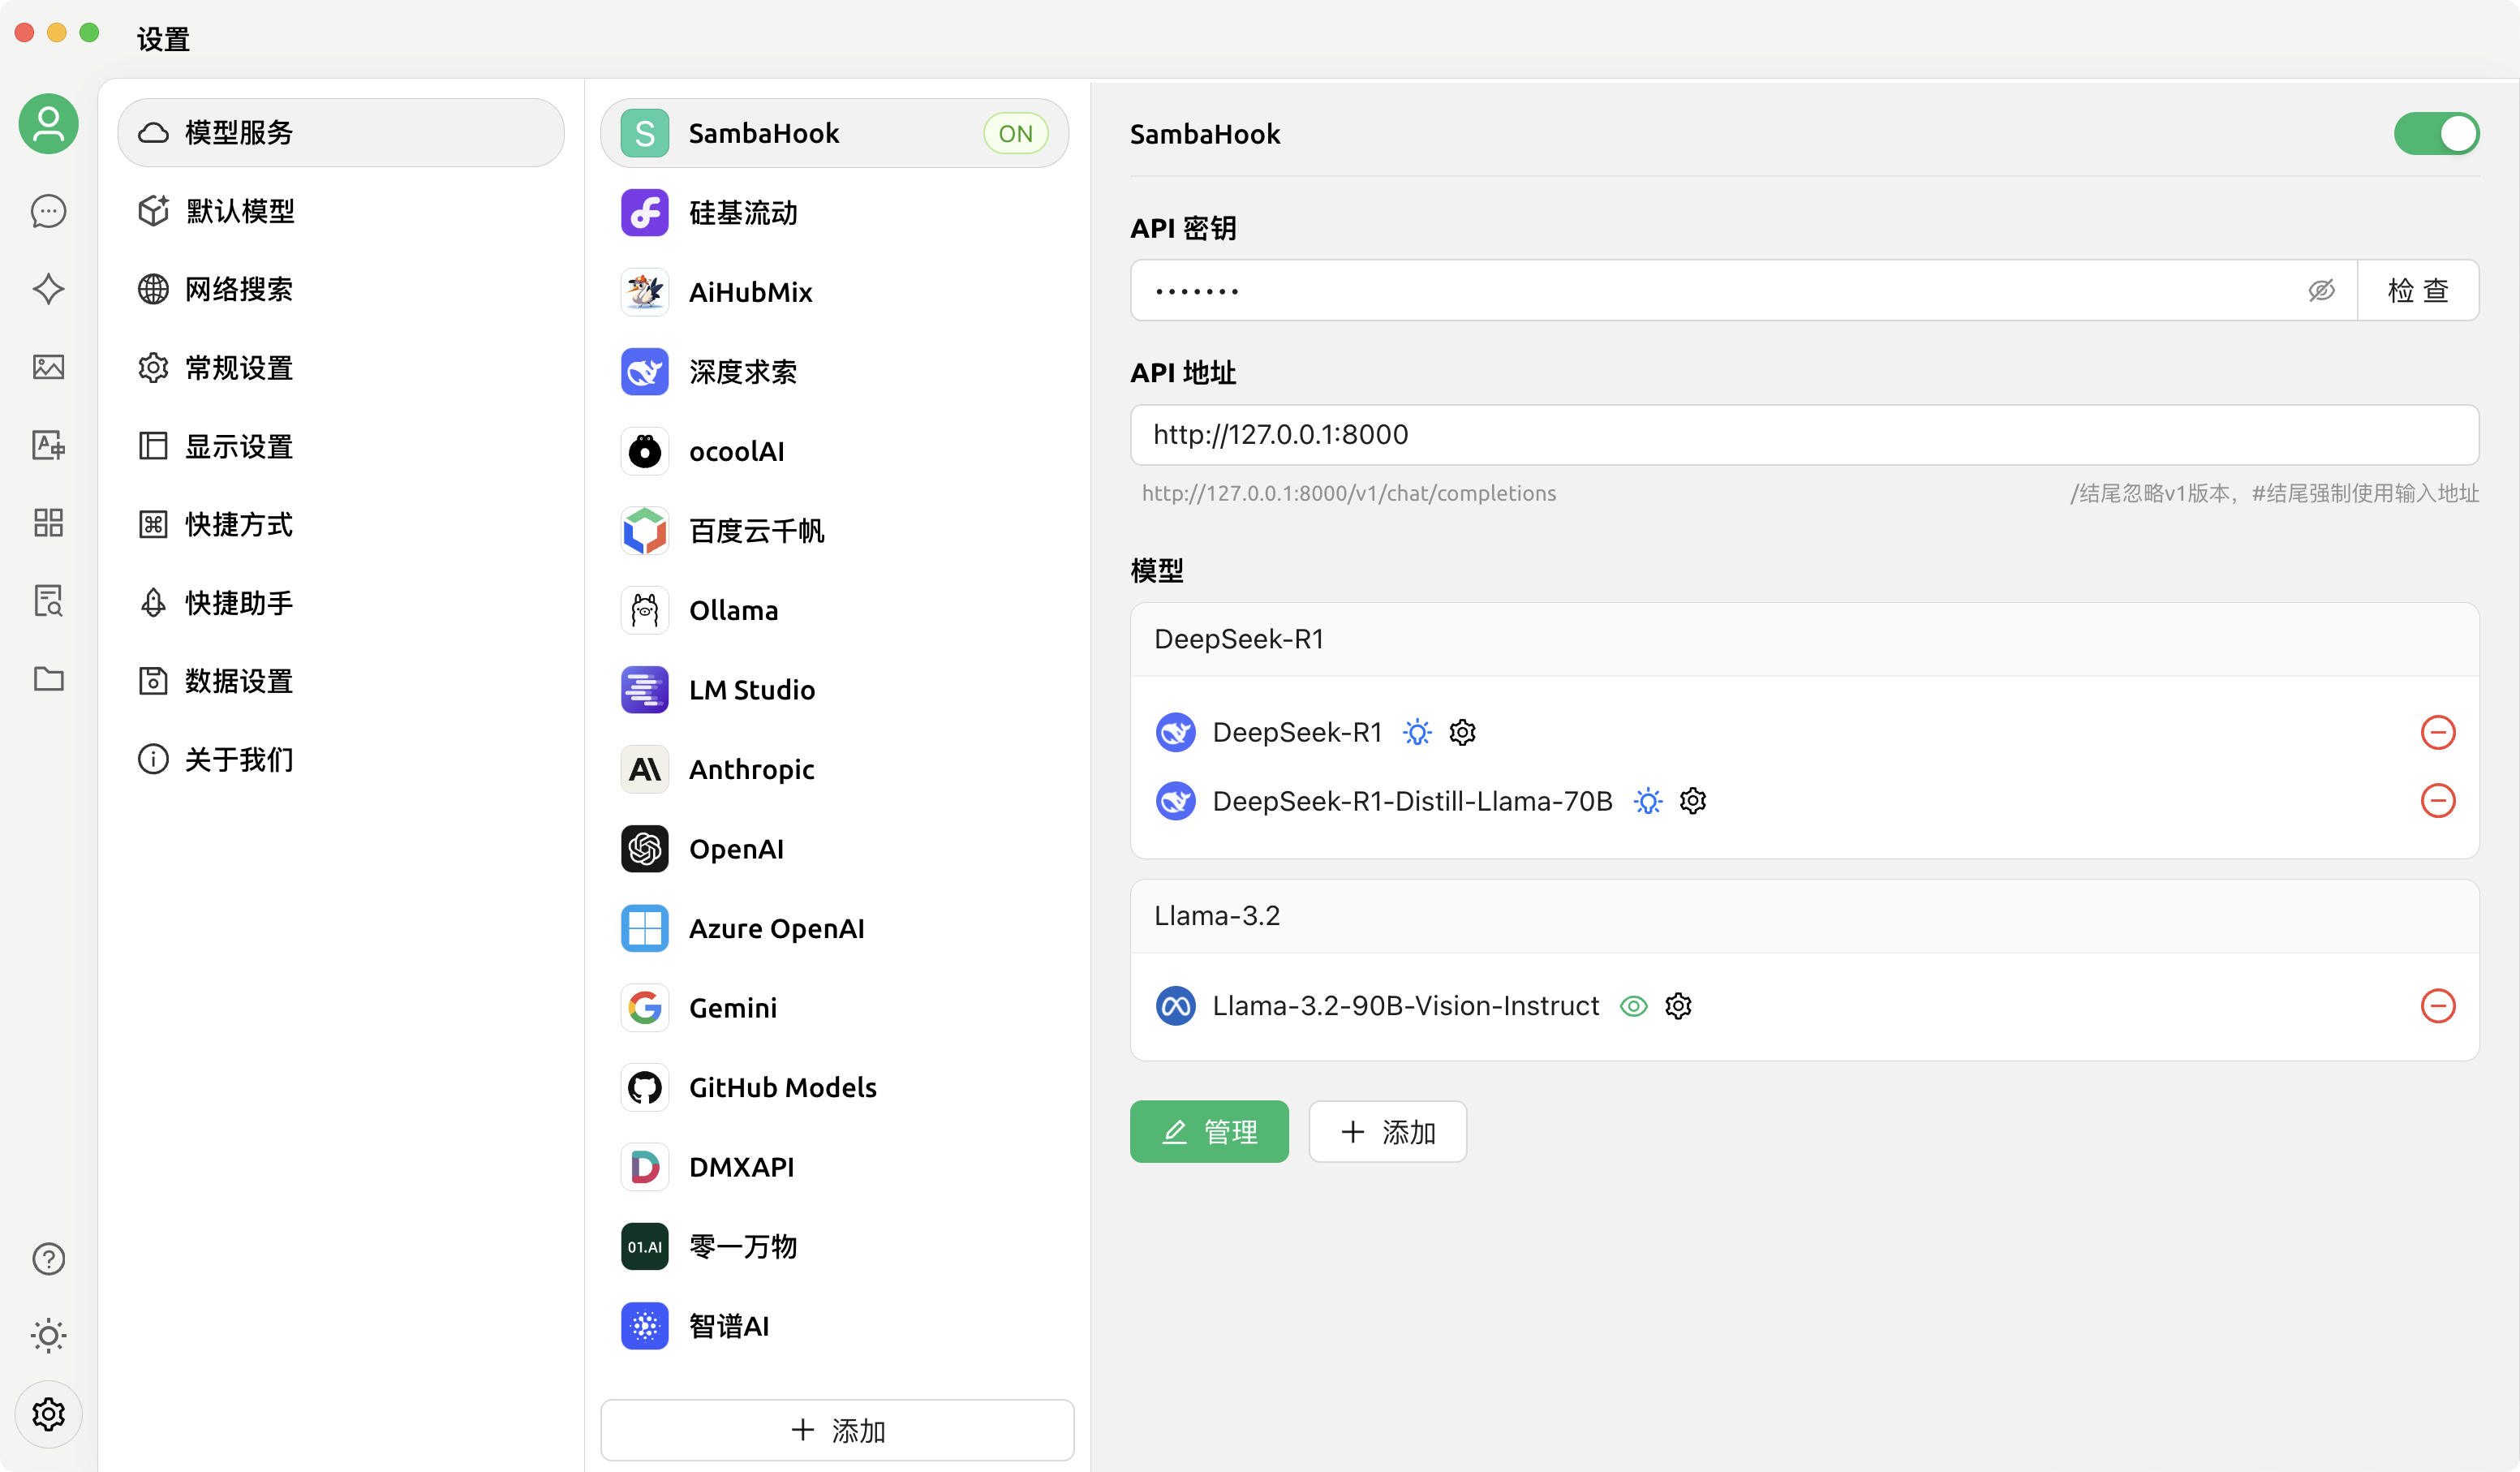 设置
模型服务
默认模型
网络搜索
常规设置
显示设置
快捷方式
快捷助手
数据设置
关于我们
S SambaHook ON
硅基流动
AiHubMix
深度求索
ocoolAI
百度云千帆
Ollama
LM Studio
Anthropic
OpenAI
Azure OpenAI
Gemini
GitHub Models
DMXAPI
01.AI 零一万物
智谱AI
添加
SambaHook
API 密钥
•••••••
检 查
API 地址
http://127.0.0.1:8000
http://127.0.0.1:8000/v1/chat/completions
/结尾忽略v1版本，#结尾强制使用输入地址
模型
DeepSeek-R1
DeepSeek-R1
DeepSeek-R1-Distill-Llama-70B
Llama-3.2
Llama-3.2-90B-Vision-Instruct
管理
添加